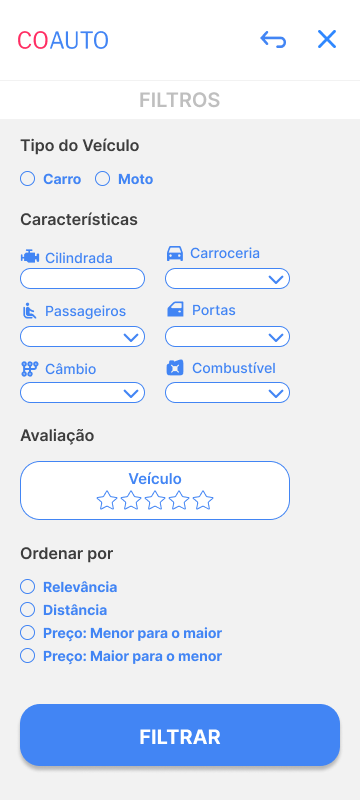 COAUTO
FILTROS
Tipo do Veículo
Carro Moto
Características
Cilindrada Carroceria
Passageiros Portas
Câmbio Combustível
Avaliação
Veículo
Ordenar por
Relevância
Distância
Preço: Menor para o maior
Preço: Maior para o menor
FILTRAR